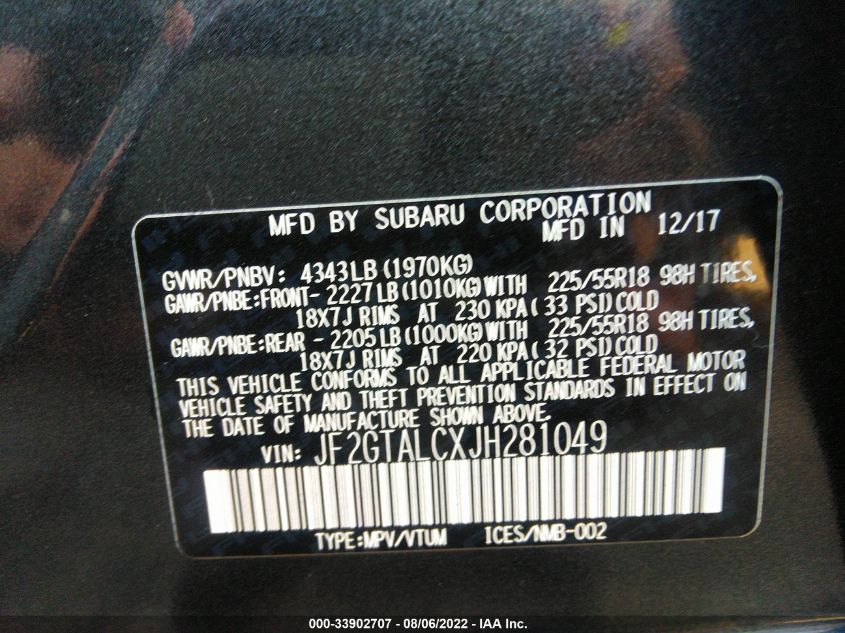 MFD BY SUBARU CORPORATION
MFD IN 12/17
GVWR/PNBV: 4343LB (1970KG)
GAWR/PNBE:FRONT- 2227LB (1010KG)WITH 225/55R18 98H TIRES,
18X7J RIMS AT 230 KPA( 33 PSI)COLD
GAWR/PNBE:REAR - 2205LB (1000KG)WITH 225/55R18 98H TIRES,
18X7J RIMS AT 220 KPA( 32 PSI)COLD
THIS VEHICLE CONFORMS TO ALL APPLICABLE FEDERAL MOTOR
VEHICLE SAFETY AND THEFT PREVENTION STANDARDS IN EFFECT ON
THE DATE OF MANUFACTURE SHOWN ABOVE.
VIN: JF2GTALCXJH281049
TYPE:MPV/VTUM ICES/NMB-002
000-33902707 - 08/06/2022 - IAA Inc.